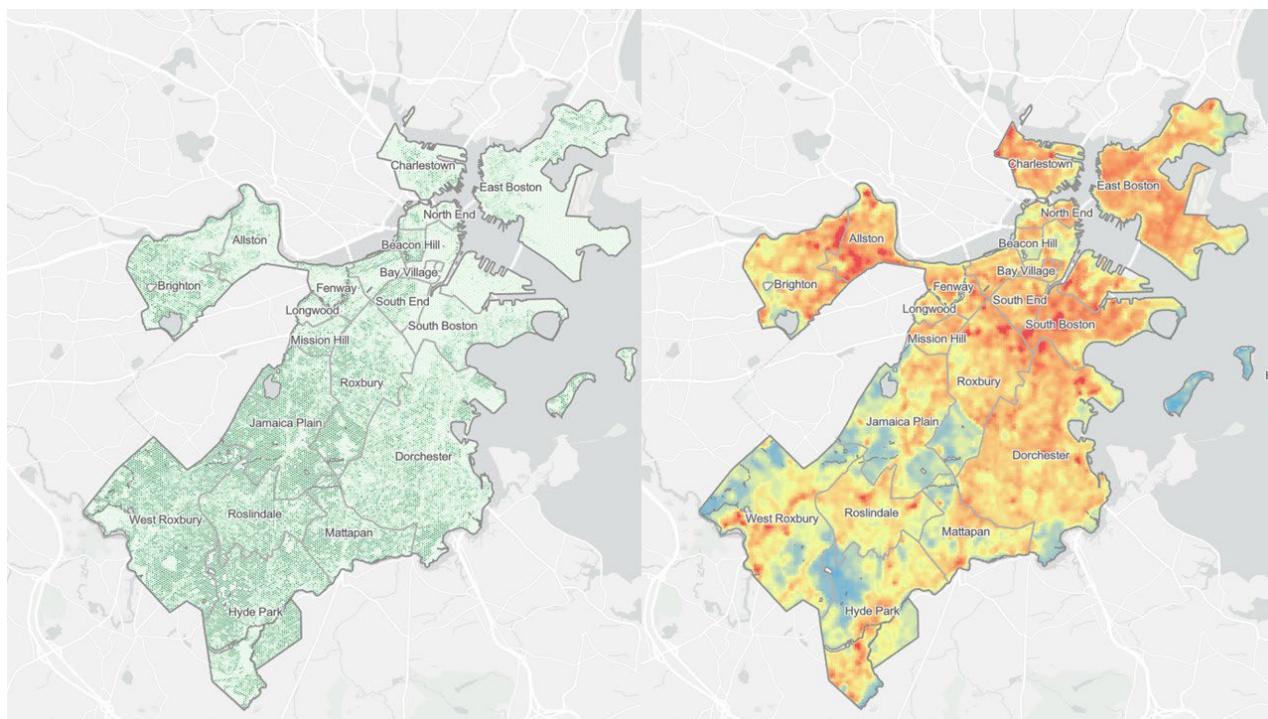 Charlestown
East Boston
North End
Allston
Beacon Hill
Bay Village
Brighton
Fenway
South End
Longwood
South Boston
Mission Hill
Roxbury
Jamaica Plain
Dorchester
West Roxbury
Roslindale
Mattapan
Hyde Park
Charlestown
East Boston
North End
Allston
Beacon Hill
Bay Village
Brighton
Fenway
South End
Longwood
South Boston
Mission Hill
Roxbury
Jamaica Plain
Dorchester
West Roxbury
Roslindale
Mattapan
Hyde Park